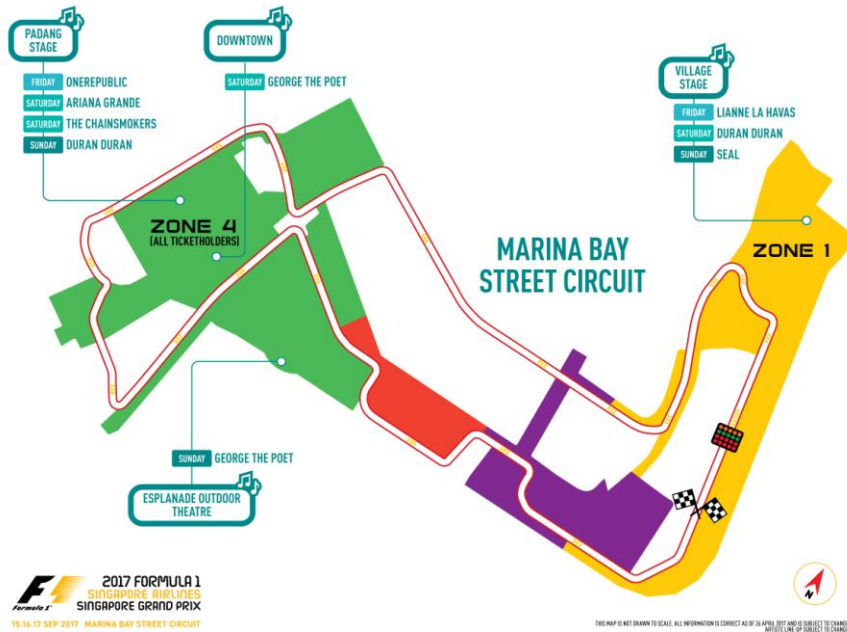 PADANG
STAGE
FRIDAY ONEREPUBLIC
SATURDAY ARIANA GRANDE
SATURDAY THE CHAINSMOKERS
SUNDAY DURAN DURAN
DOWNTOWN
SATURDAY GEORGE THE POET
VILLAGE
STAGE
FRIDAY LIANNE LA HAVAS
SATURDAY DURAN DURAN
SUNDAY SEAL
ZONE 4
(ALL TICKETHOLDERS)
MARINA BAY
STREET CIRCUIT
ZONE 1
SUNDAY GEORGE THE POET
ESPLANADE OUTDOOR
THEATRE
F1
Formula 1
2017 FORMULA 1
SINGAPORE AIRLINES
SINGAPORE GRAND PRIX
15.16.17 SEP 2017 MARINA BAY STREET CIRCUIT
N
THIS MAP IS NOT DRAWN TO SCALE. ALL INFORMATION IS CORRECT AS OF 26 APRIL 2017 AND IS SUBJECT TO CHANGE
ARTISTE LINE-UP SUBJECT TO CHANGE